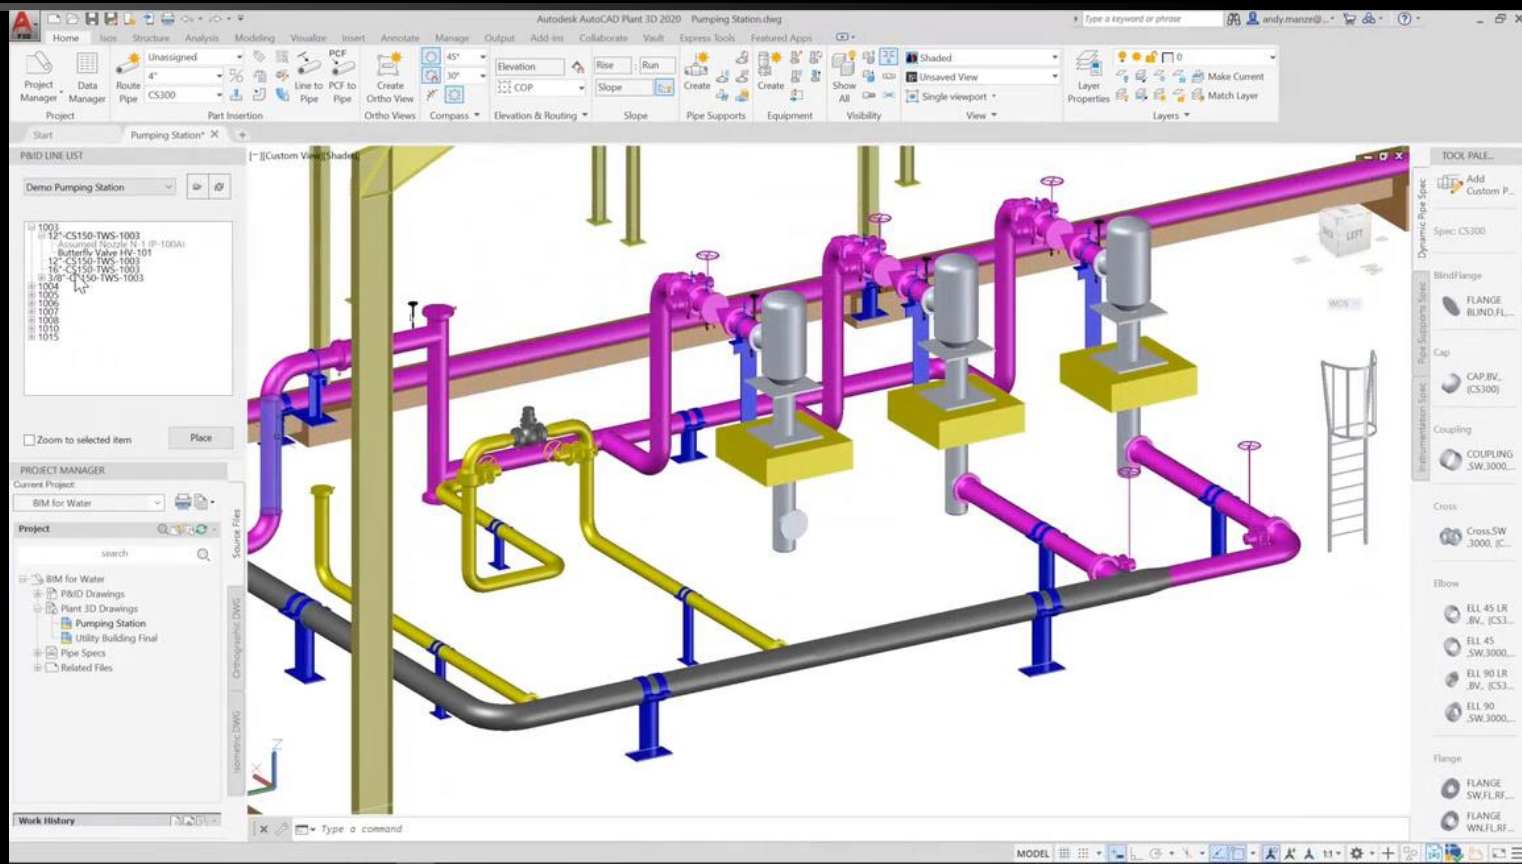 Autodesk AutoCAD Plant 3D 2020 Pumping Station.dwg
Type a keyword or phrase
andy.manze@...
Home Isos Structure Analysis Modeling Visualize Insert Annotate Manage Output Add-ins Collaborate Vault Express Tools Featured Apps
Project Manager
Data Manager
Project
Route Pipe
Unassigned
4"
CS300
Line to Pipe
PCF
PCF to Pipe
Part Insertion
Create Ortho View
Ortho Views
45°
30°
Compass
Elevation
COP
Elevation & Routing
Rise : Run
Slope
Slope
Create
Pipe Supports
Create
Equipment
Show All
Visibility
Shaded
Unsaved View
Single viewport
View
Layer Properties
0
Make Current
Match Layer
Layers
Start
Pumping Station*
P&ID LINE LIST
Demo Pumping Station
1003
12"-CS150-TWS-1003
Assumed Nozzle N-1 (P-100A)
Butterfly Valve HV-101
12"-CS150-TWS-1003
16"-CS150-TWS-1003
1004
1005
1006
1007
1008
1010
1015
Zoom to selected item
Place
PROJECT MANAGER
Current Project:
BIM for Water
Project
search
BIM for Water
P&ID Drawings
Plant 3D Drawings
Pumping Station
Utility Building Final
Pipe Specs
Related Files
Work History
Source Files
Orthographic DWG
Isometric DWG
[−][Custom View][Shaded]
LEFT
Z
X
Type a command
MODEL
1:1
TOOL PALE...
Dynamic Pipe Spec
Pipe Supports Spec
Instrumentation Spec
Add
Custom P...
Spec: CS300
BlindFlange
FLANGE
BLIND,FL,...
Cap
CAP,BV,..
(CS300)
Coupling
COUPLING
,SW,3000,...
Cross
Cross,SW
,3000, (C...
Elbow
ELL 45 LR
,BV,, (CS3...
ELL 45
,SW,3000,...
ELL 90 LR
,BV,, (CS3...
ELL 90
,SW,3000,...
Flange
FLANGE
SW,FL,RF,...
FLANGE
WN,FL,RF...